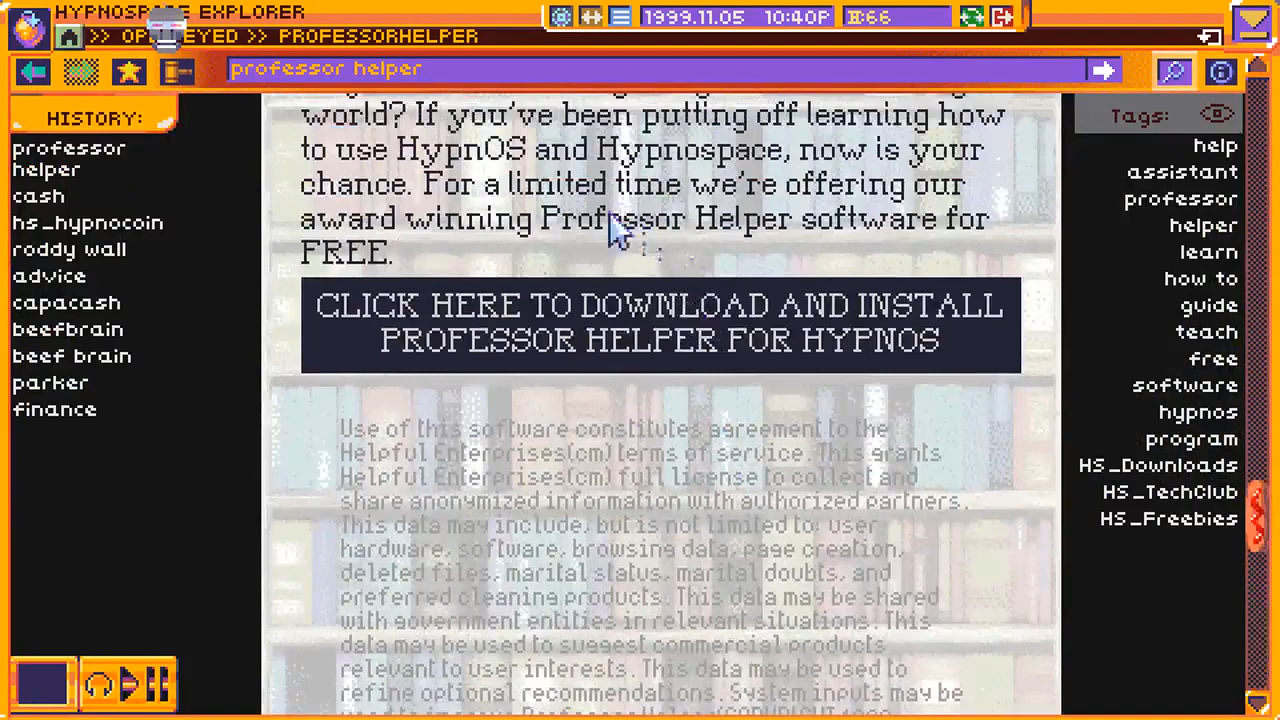 HYPNOSPACE EXPLORER
1999.11.05 10:40P
66
>> OPEN EYED >> PROFESSORHELPER
professor helper
HISTORY:
professor
helper
cash
hs_hypnocoin
roddy wall
advice
capacash
beefbrain
beef brain
parker
finance
world? If you've been putting off learning how
to use HypnOS and Hypnospace, now is your
chance. For a limited time we're offering our
award winning Professor Helper software for
FREE.
CLICK HERE TO DOWNLOAD AND INSTALL
PROFESSOR HELPER FOR HYPNOS
Use of this software constitutes agreement to the
Helpful Enterprises(cm) terms of service. This grants
Helpful Enterprises(cm) full license to collect and
share anonymized information with authorized partners.
This data may include, but is not limited to: user
hardware, software, browsing data, page creation,
deleted files, marital status, marital doubts, and
preferred cleaning products. This data may be shared
with government entities in relevant situations. This
data may be used to suggest commercial products
relevant to user interests. This data may be used to
refine optional recommendations. System inputs may be
Tags:
help
assistant
professor
helper
learn
how to
guide
teach
free
software
hypnos
program
HS_Downloads
HS_TechClub
HS_Freebies